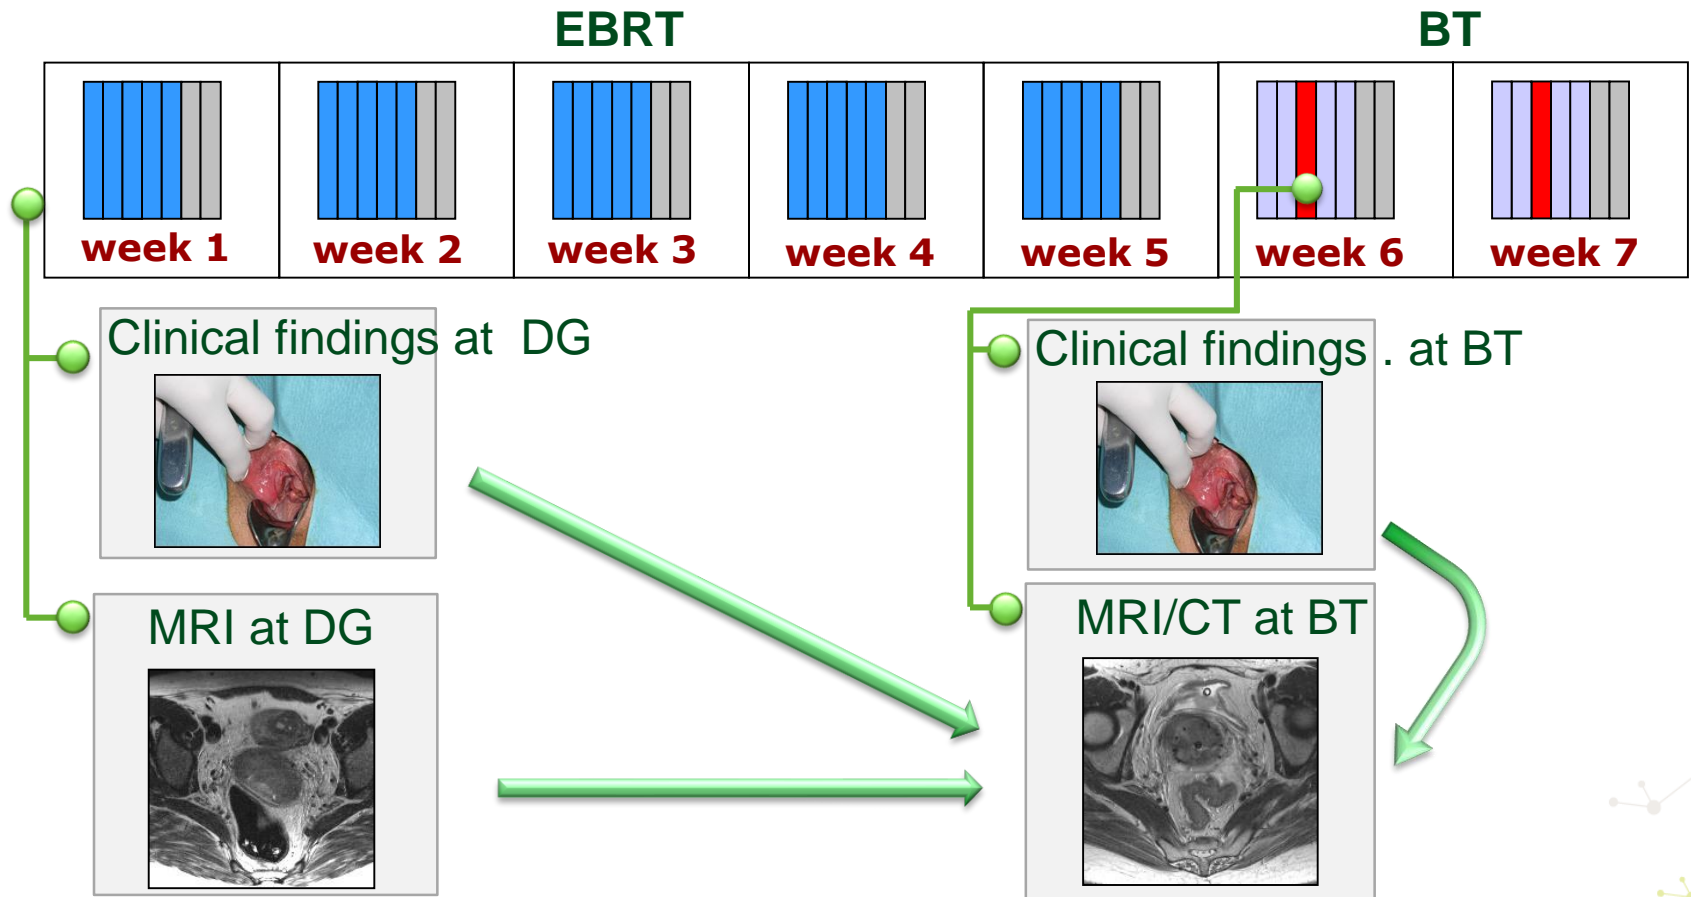 EBRT BT
week 1 week 2 week 3 week 4 week 5 week 6 week 7
Clinical findings at DG
Clinical findings . at BT
MRI at DG
MRI/CT at BT